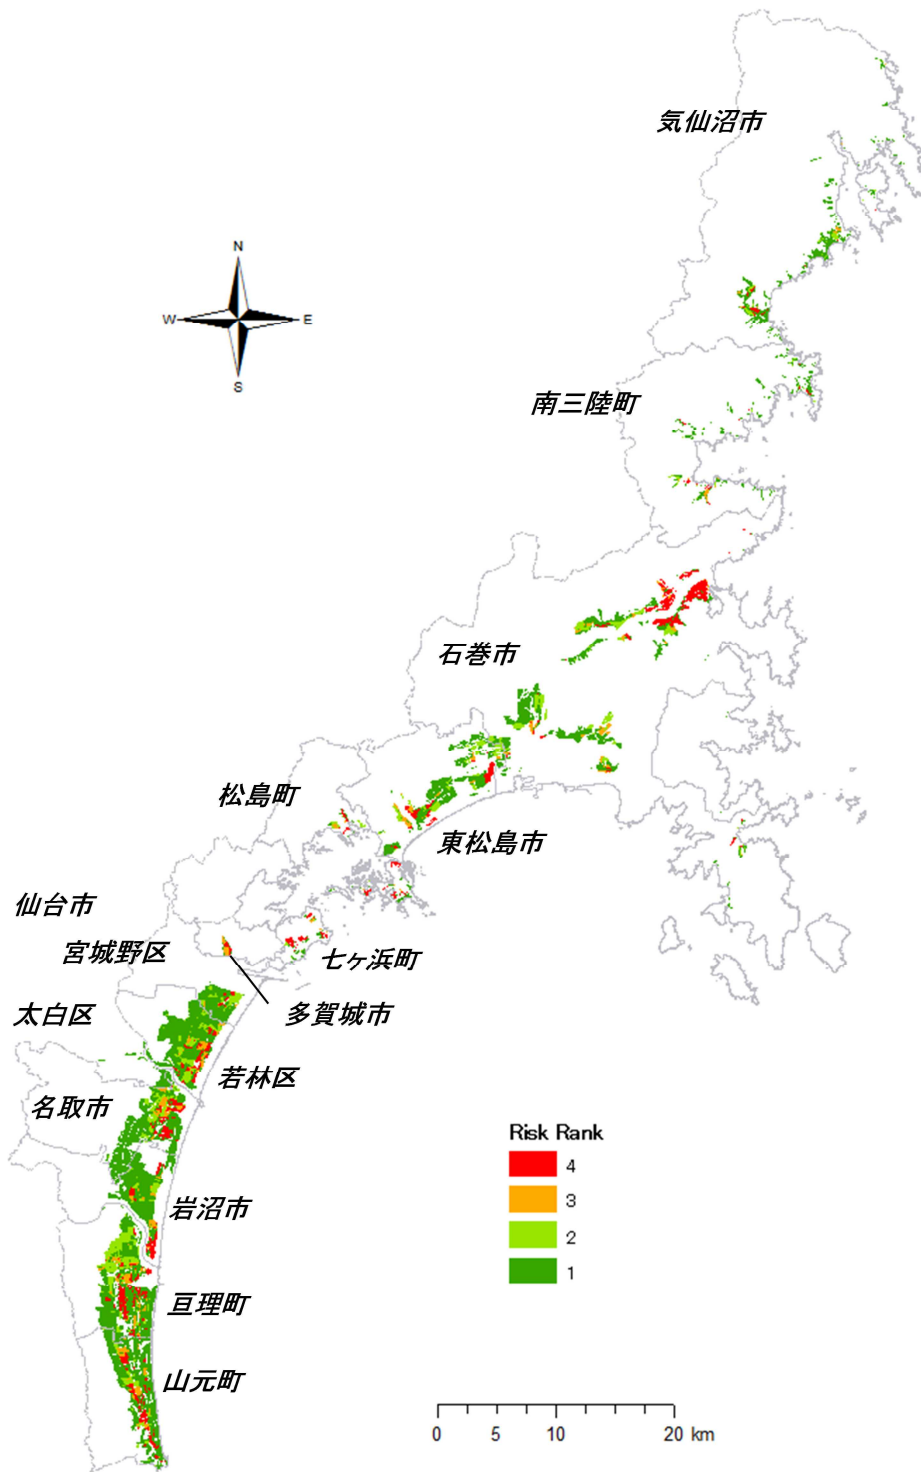 気仙沼市
N
W
E
S
南三陸町
石巻市
松島町
東松島市
仙台市
宮城野区
七ヶ浜町
太白区
多賀城市
若林区
名取市
Risk Rank
4
3
2
1
岩沼市
亘理町
山元町
0 5 10 20 km